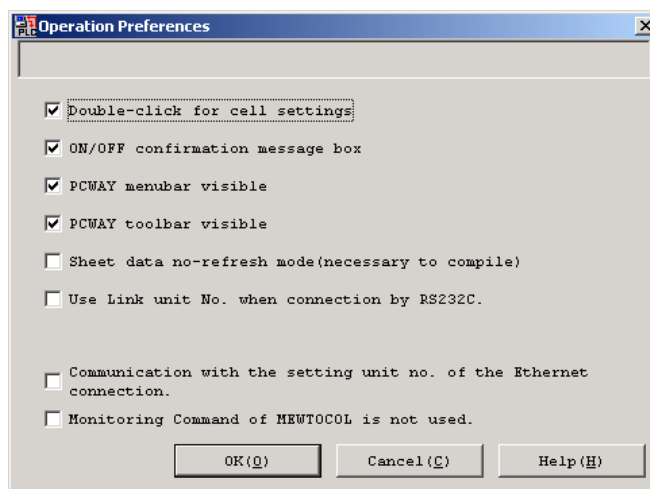 PLC
Operation Preferences
Double-click for cell settings
ON/OFF confirmation message box
PCWAY menubar visible
PCWAY toolbar visible
Sheet data no-refresh mode(necessary to compile)
Use Link unit No. when connection by RS232C.
Communication with the setting unit no. of the Ethernet
connection.
Monitoring Command of MEWTOCOL is not used.
OK(O)
Cancel(C)
Help(H)